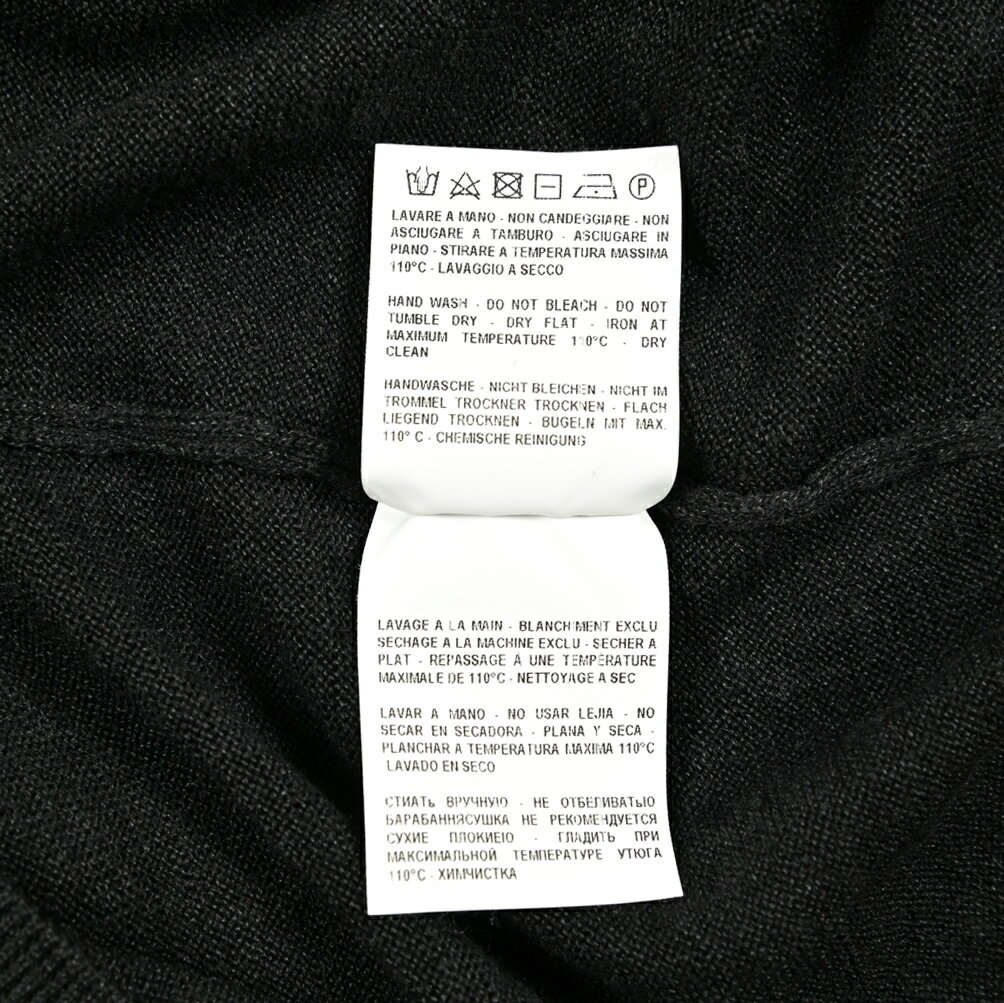 P
LAVARE A MANO - NON CANDEGGIARE - NON
ASCIUGARE A TAMBURO - ASCIUGARE IN
PIANO - STIRARE A TEMPERATURA MASSIMA
110°C - LAVAGGIO A SECCO
HAND WASH - DO NOT BLEACH - DO NOT
TUMBLE DRY - DRY FLAT - IRON AT
MAXIMUM TEMPERATURE 110°C - DRY
CLEAN
HANDWASCHE - NICHT BLEICHEN - NICHT IM
TROMMEL TROCKNER TROCKNEN - FLACH
LIEGEND TROCKNEN - BUGELN MIT MAX.
110° C - CHEMISCHE REINIGUNG
LAVAGE A LA MAIN - BLANCHIMENT EXCLU
SECHAGE A LA MACHINE EXCLU - SECHER A
PLAT - REPASSAGE A UNE TEMPERATURE
MAXIMALE DE 110°C - NETTOYAGE A SEC
LAVAR A MANO - NO USAR LEJIA - NO
SECAR EN SECADORA - PLANA Y SECA -
PLANCHAR A TEMPERATURA MAXIMA 110°C
LAVADO EN SECO
СТИАТЬ ВРУЧНУЮ - НЕ ОТБЕГИВАТЬЮ
БАРАБАННЯСУШКА НЕ РЕКОМЕНДУЕТСЯ
СУХИЕ ПЛОКИЕЮ - ГЛАДИТЬ ПРИ
МАКСИМАЛЬНОЙ ТЕМПЕРАТУРЕ УТЮГА
110°C - ХИМЧИСТКА